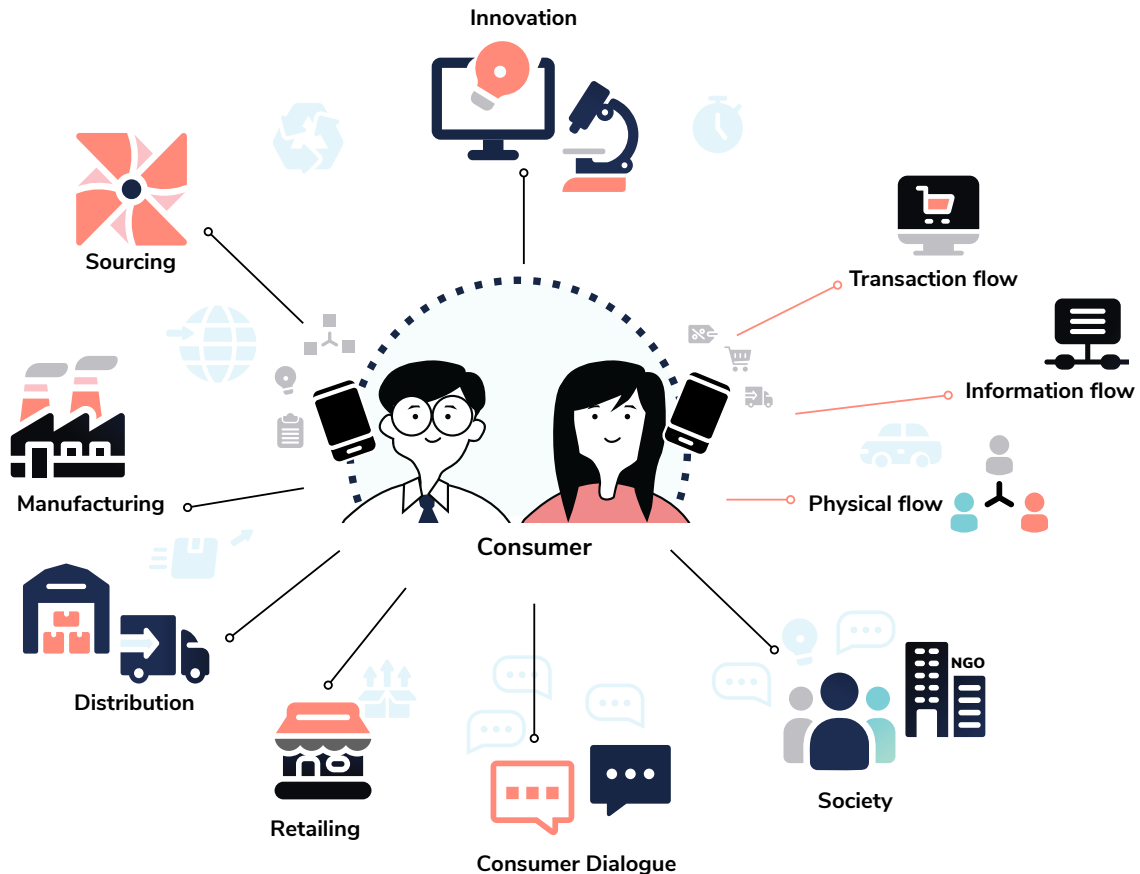 Innovation
Sourcing
Transaction flow
Information flow
Manufacturing
Physical flow
Consumer
Distribution
NGO
Retailing
Society
Consumer Dialogue